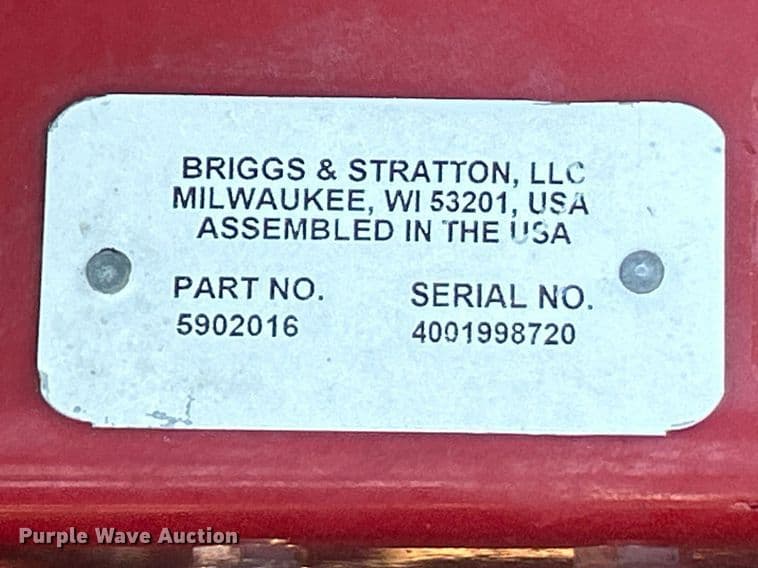 BRIGGS & STRATTON, LLC
MILWAUKEE, WI 53201, USA
ASSEMBLED IN THE USA
PART NO. SERIAL NO.
5902016 4001998720
Purple Wave Auction